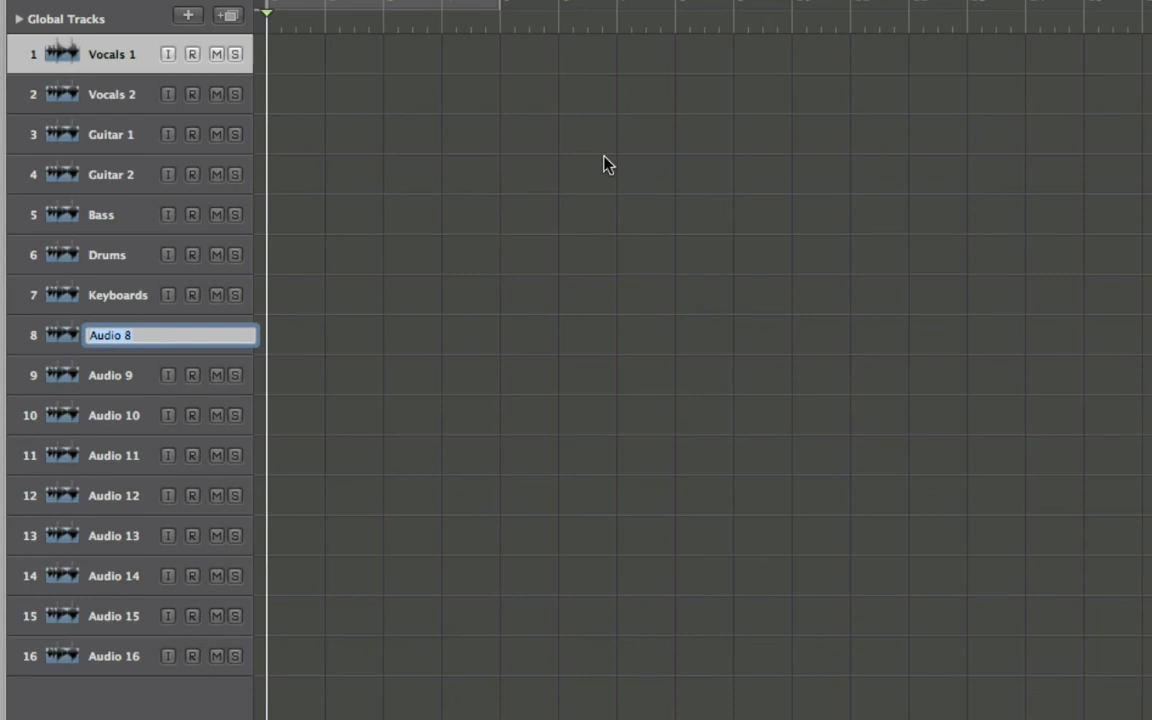 Global Tracks
1 Vocals 1 I R M S
2 Vocals 2 I R M S
3 Guitar 1 I R M S
4 Guitar 2 I R M S
5 Bass I R M S
6 Drums I R M S
7 Keyboards I R M S
8 Audio 8
9 Audio 9 I R M S
10 Audio 10 I R M S
11 Audio 11 I R M S
12 Audio 12 I R M S
13 Audio 13 I R M S
14 Audio 14 I R M S
15 Audio 15 I R M S
16 Audio 16 I R M S